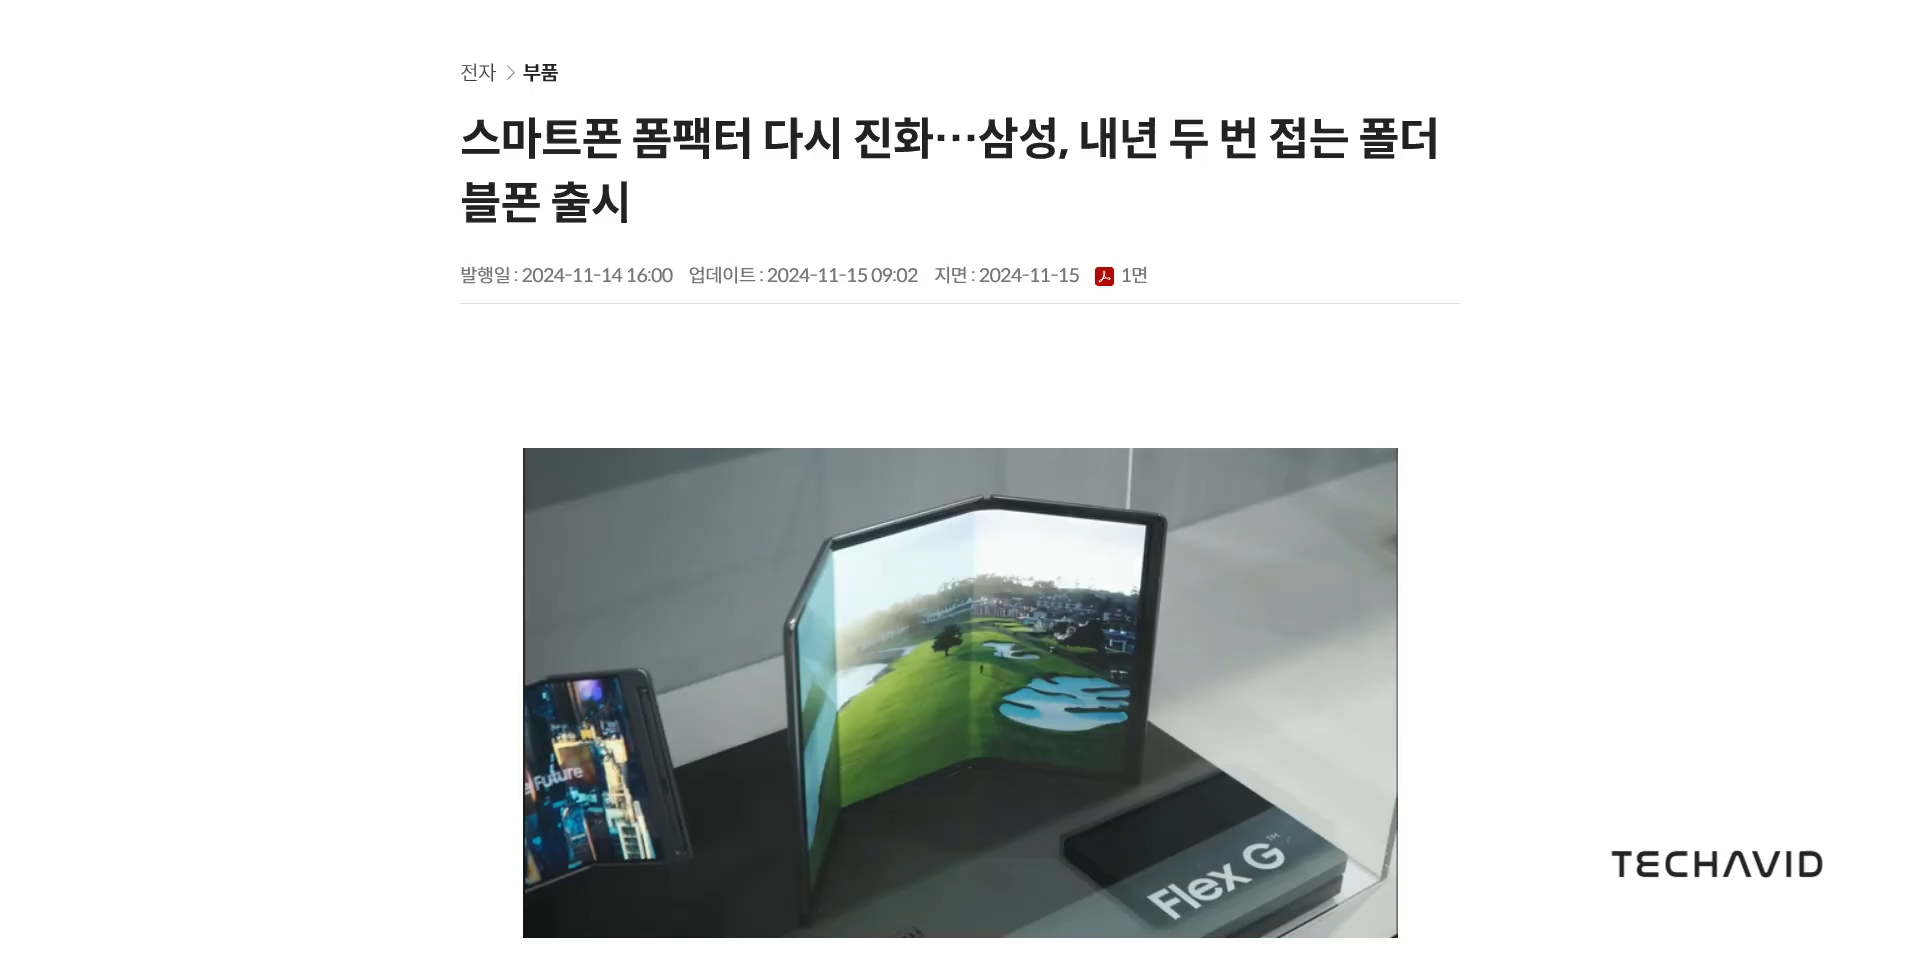 전자 > 부품
스마트폰 폼팩터 다시 진화…삼성, 내년 두 번 접는 폴더
블폰 출시
발행일 : 2024-11-14 16:00 업데이트 : 2024-11-15 09:02 지면 : 2024-11-15 1면
Future
Flex G™
TECHAVID